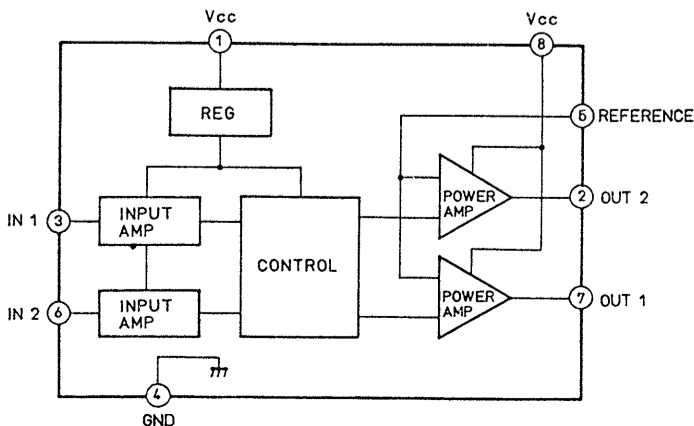 Vcc
Vcc
1
8
REG
5 REFERENCE
IN 1 3
INPUT
AMP
POWER
AMP
2 OUT 2
CONTROL
IN 2 6
INPUT
AMP
POWER
AMP
7 OUT 1
4
GND